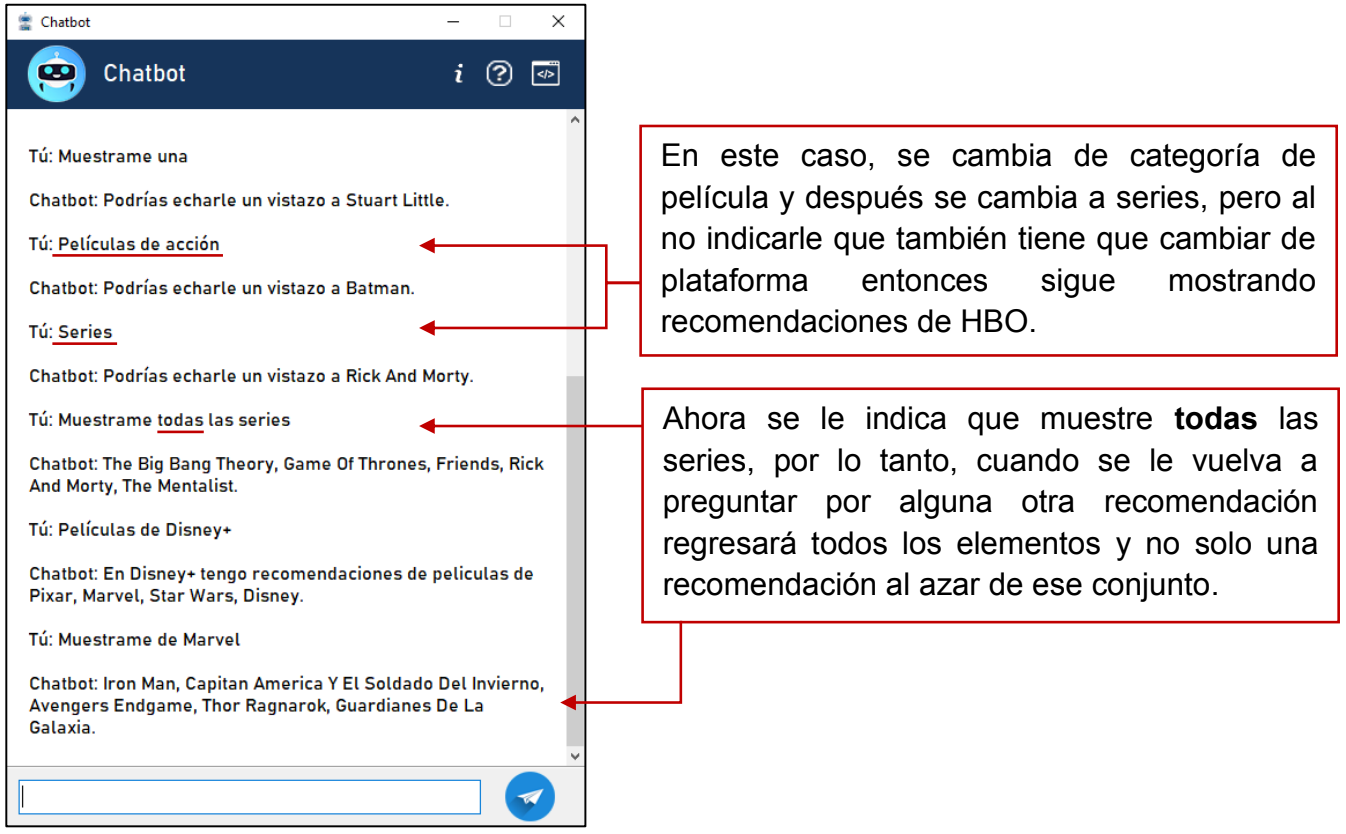 Chatbot
Chatbot
i ? </>
Tú: Muestrame una
Chatbot: Podrías echarle un vistazo a Stuart Little.
Tú: Películas de acción
Chatbot: Podrías echarle un vistazo a Batman.
Tú: Series
Chatbot: Podrías echarle un vistazo a Rick And Morty.
Tú: Muestrame todas las series
Chatbot: The Big Bang Theory, Game Of Thrones, Friends, Rick
And Morty, The Mentalist.
Tú: Películas de Disney+
Chatbot: En Disney+ tengo recomendaciones de peliculas de
Pixar, Marvel, Star Wars, Disney.
Tú: Muestrame de Marvel
Chatbot: Iron Man, Capitan America Y El Soldado Del Invierno,
Avengers Endgame, Thor Ragnarok, Guardianes De La
Galaxia.
En este caso, se cambia de categoría de
película y después se cambia a series, pero al
no indicarle que también tiene que cambiar de
plataforma entonces sigue mostrando
recomendaciones de HBO.
Ahora se le indica que muestre todas las
series, por lo tanto, cuando se le vuelva a
preguntar por alguna otra recomendación
regresará todos los elementos y no solo una
recomendación al azar de ese conjunto.